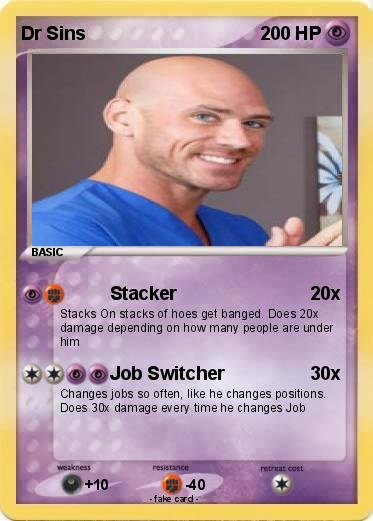 Dr Sins 200 HP
BASIC
Stacker 20x
Stacks On stacks of hoes get banged. Does 20x
damage depending on how many people are under
him
Job Switcher 30x
Changes jobs so often, like he changes positions.
Does 30x damage every time he changes Job
weakness resistance retreat cost
+10 -40
- fake card -